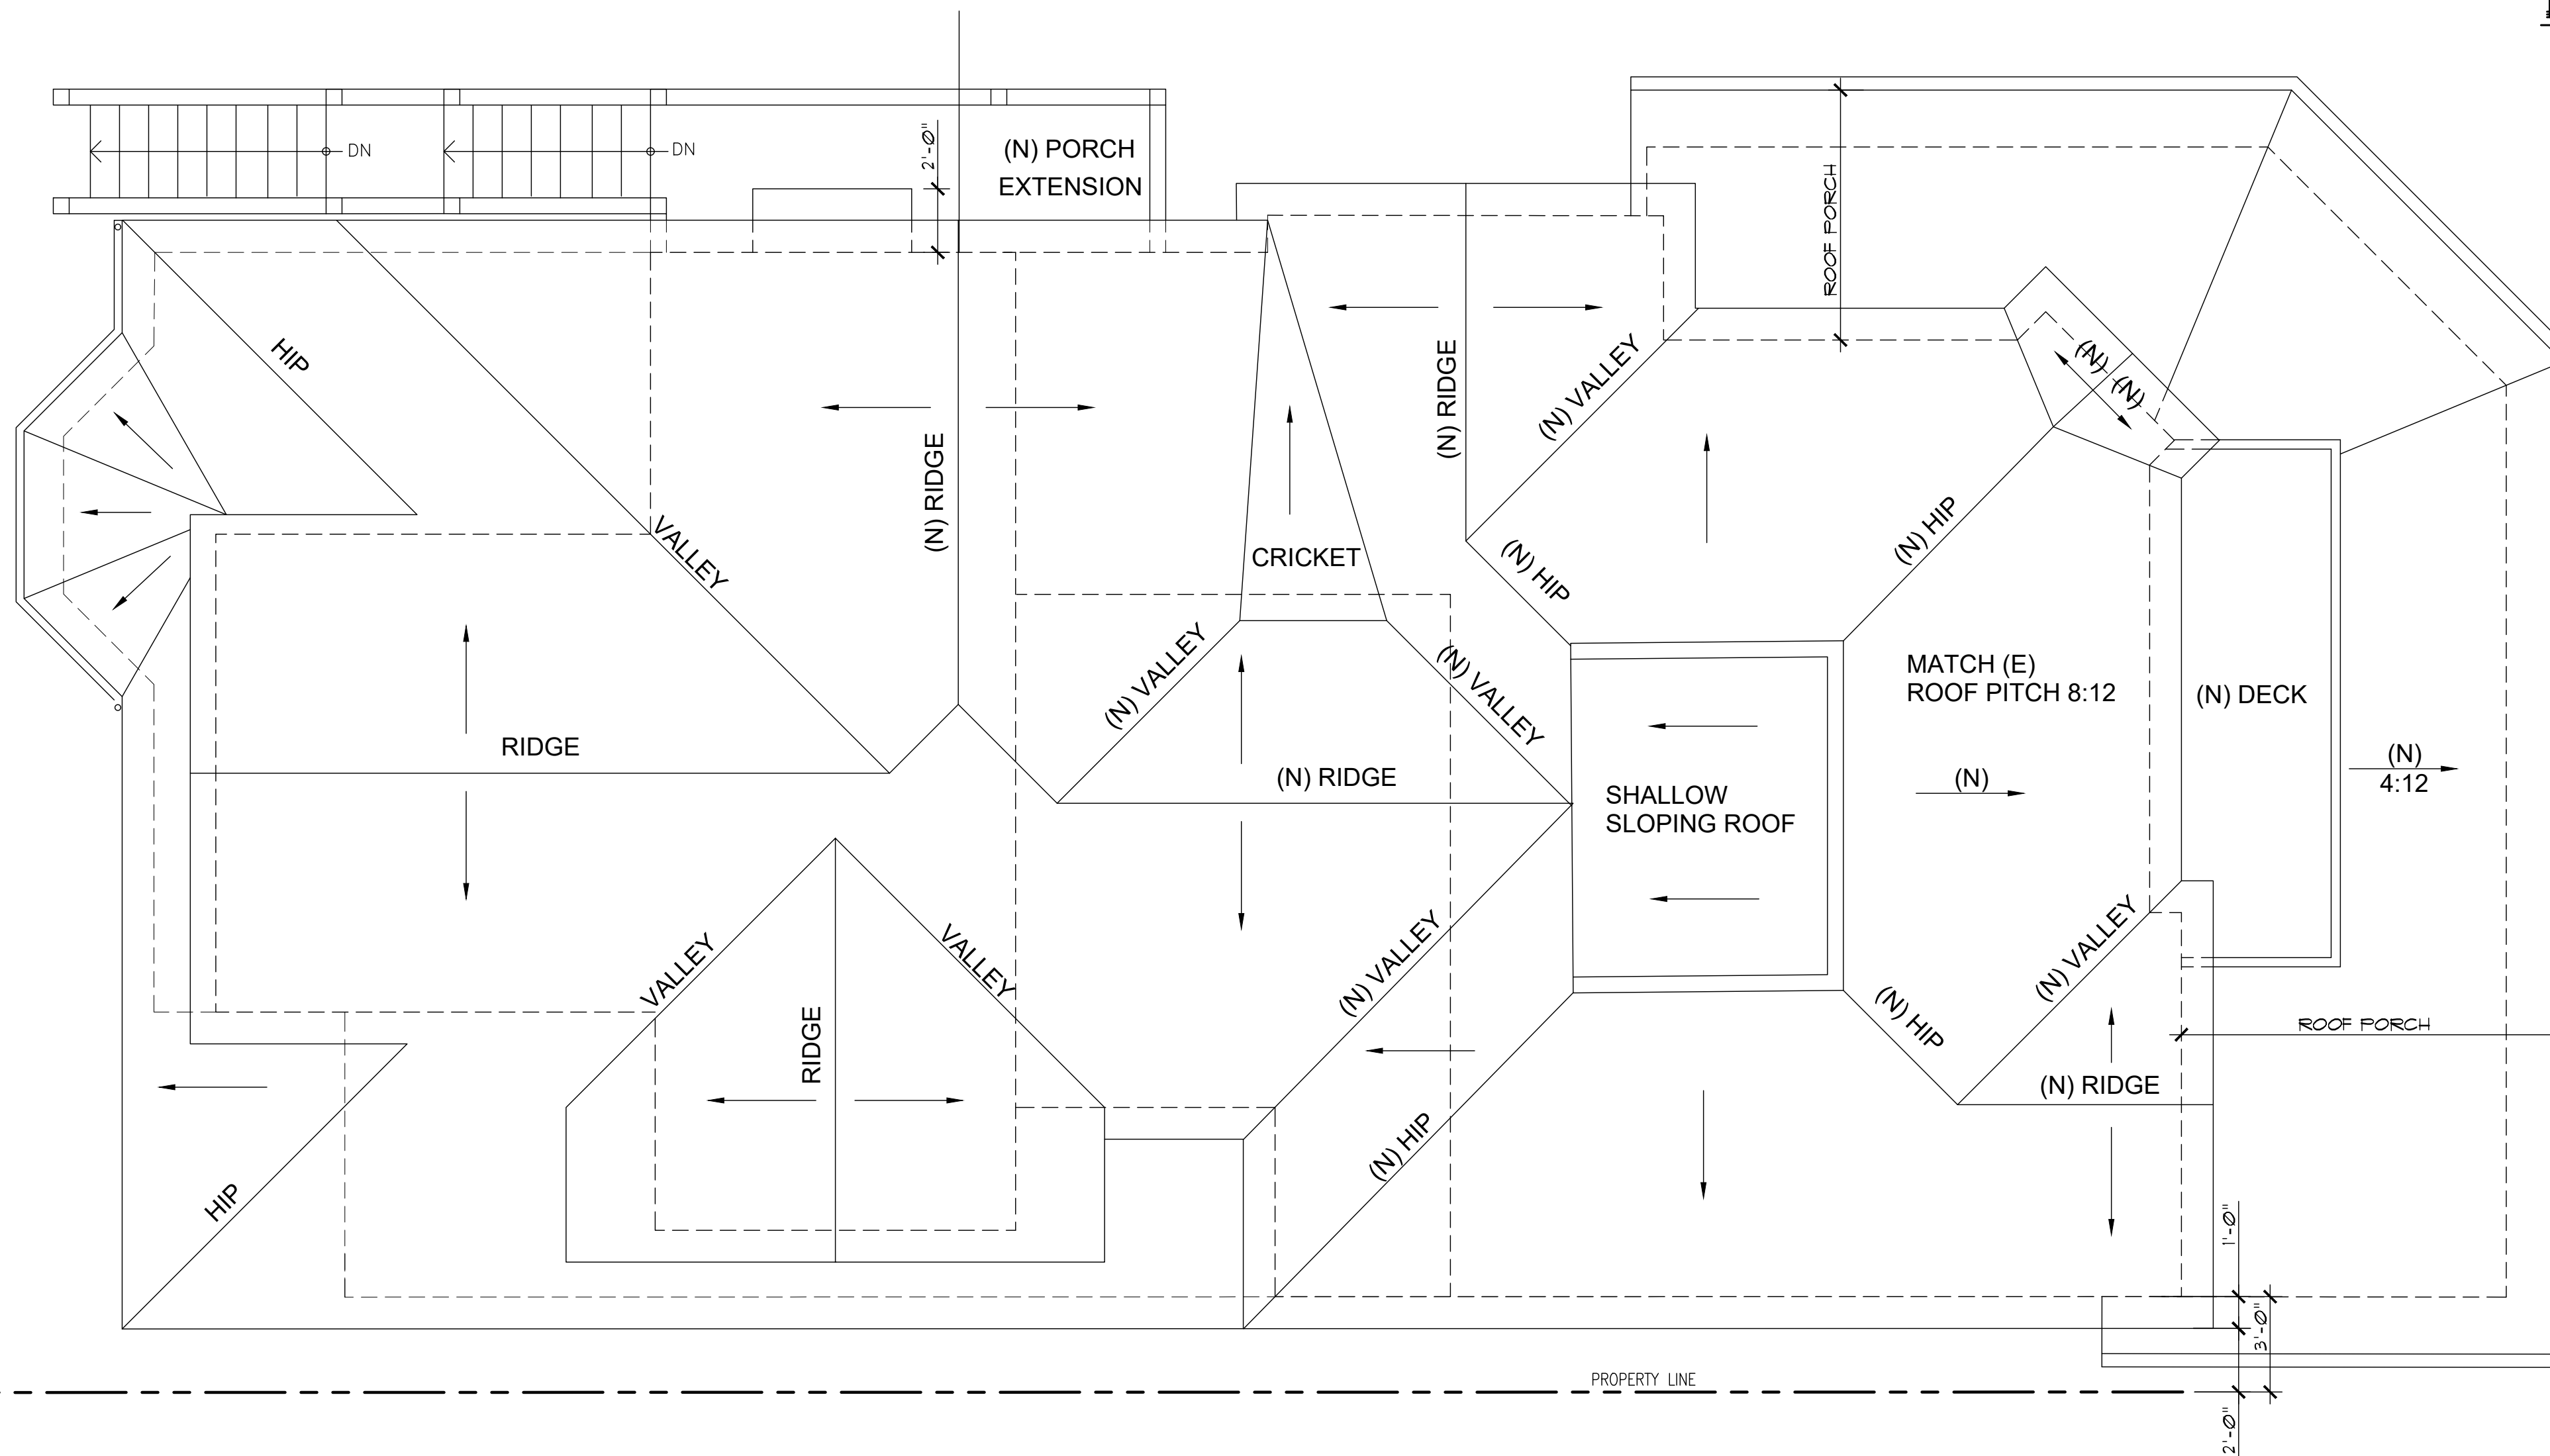 DN
DN
2'-0"
(N) PORCH
EXTENSION
ROOF PORCH
HIP
(N) RIDGE
(N) RIDGE
(N) VALLEY
(N)
(N)
VALLEY
CRICKET
(N) HIP
(N) HIP
(N) VALLEY
(N) VALLEY
MATCH (E)
ROOF PITCH 8:12
(N) DECK
RIDGE
(N) RIDGE
SHALLOW
SLOPING ROOF
(N)
(N)
4:12
VALLEY
VALLEY
(N) VALLEY
(N) VALLEY
RIDGE
(N) HIP
ROOF PORCH
(N) RIDGE
HIP
(N) HIP
1'-0"
3'-0"
PROPERTY LINE
2'-0"